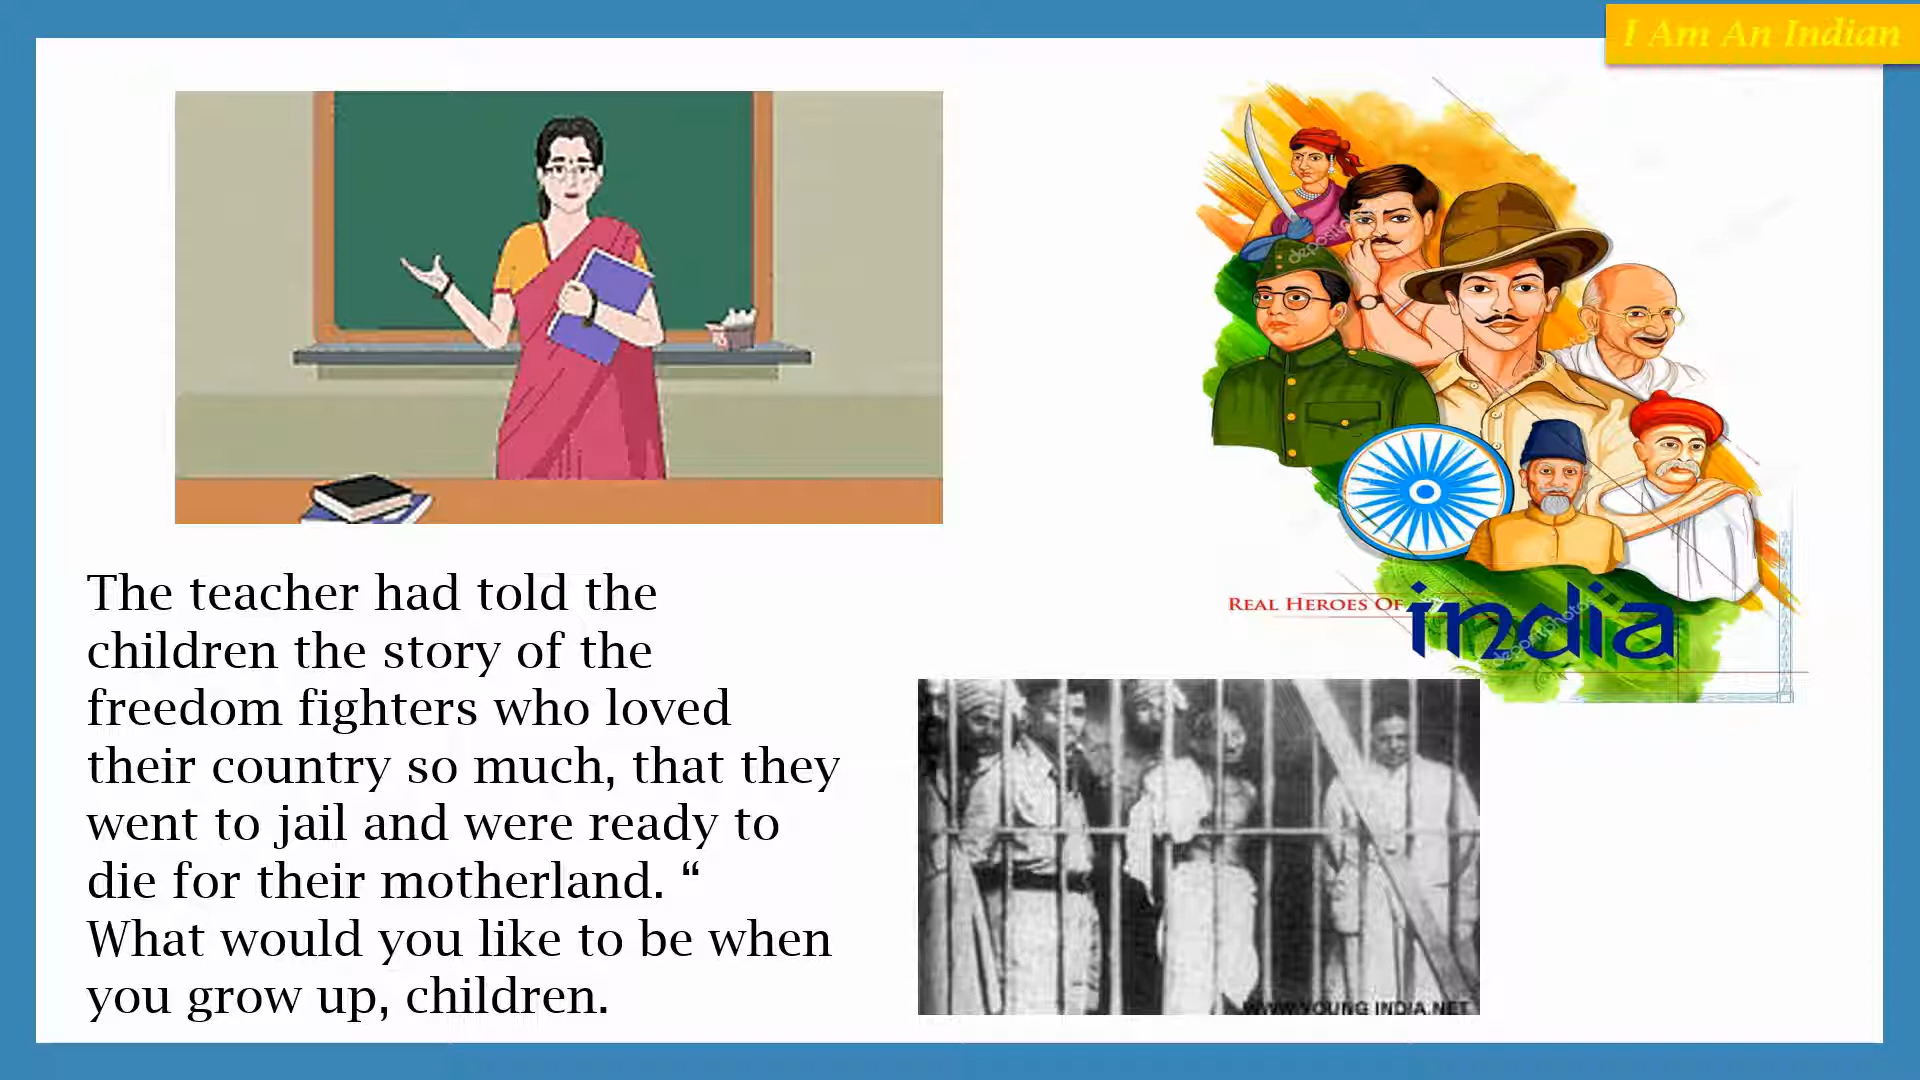 I Am An Indian
The teacher had told the
children the story of the
freedom fighters who loved
their country so much, that they
went to jail and were ready to
die for their motherland. “
What would you like to be when
you grow up, children.
REAL HEROES OF
india
WWW.YOUNG INDIA.NET